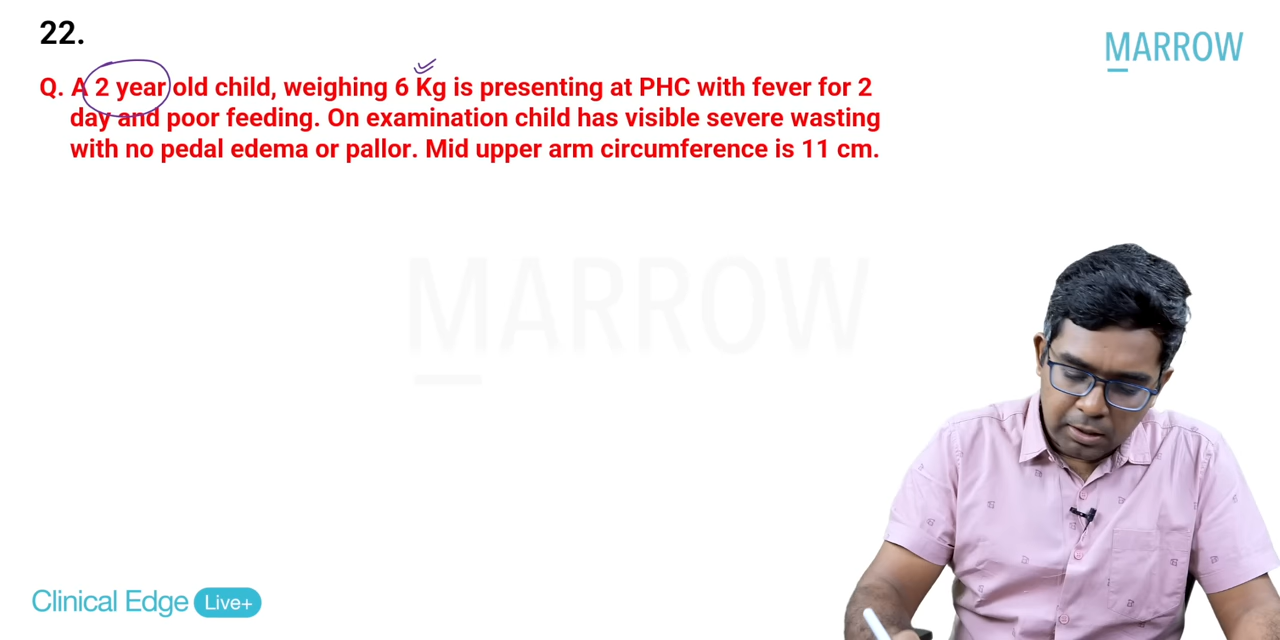 22.
MARROW
Q. A 2 year old child, weighing 6 Kg is presenting at PHC with fever for 2
day and poor feeding. On examination child has visible severe wasting
with no pedal edema or pallor. Mid upper arm circumference is 11 cm.
MARROW
Clinical Edge Live+